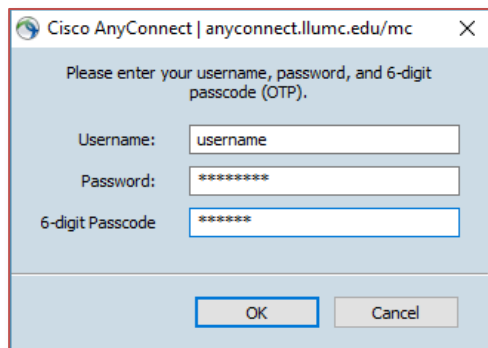 Cisco AnyConnect | anyconnect.llumc.edu/mc
Please enter your username, password, and 6-digit
passcode (OTP).
Username: username
Password: ********
6-digit Passcode ******
OK Cancel